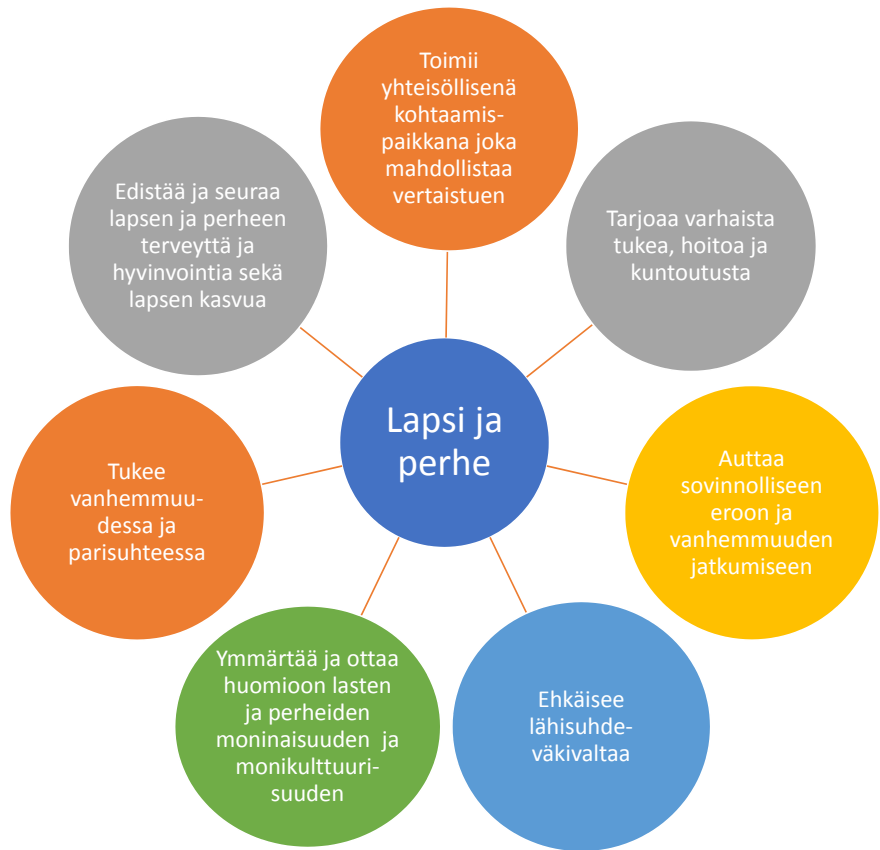 Toimii
yhteisöllisenä
kohtaamis-
paikkana joka
mahdollistaa
vertaistuen
Tarjoaa varhaista
tukea, hoitoa ja
kuntoutusta
Auttaa
sovinnolliseen
eroon ja
vanhemmuuden
jatkumiseen
Ehkäisee
lähisuhde-
väkivaltaa
Ymmärtää ja ottaa
huomioon lasten
ja perheiden
moninaisuuden ja
monikulttuuri-
suuden
Tukee
vanhemmuu-
dessa ja
parisuhteessa
Edistää ja seuraa
lapsen ja perheen
terveyttä ja
hyvinvointia sekä
lapsen kasvua
Lapsi ja
perhe